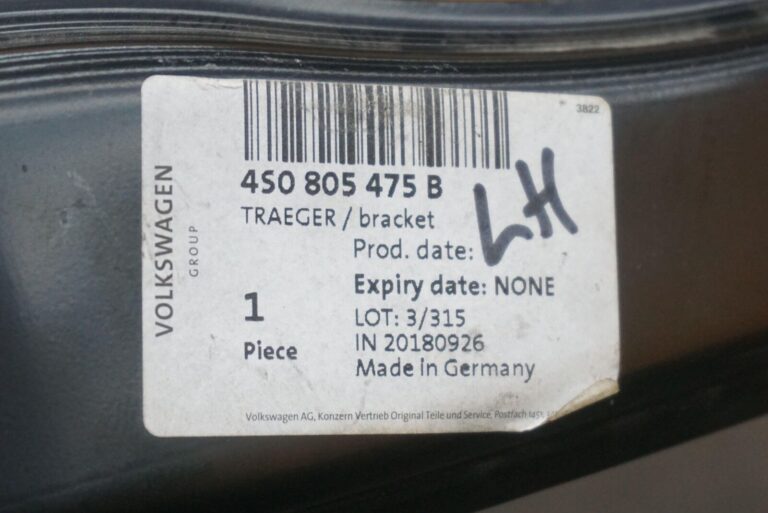 3822
4S0 805 475 B
TRAEGER / bracket
Prod. date: LH
Expiry date: NONE
1
Piece
LOT: 3/315
IN 20180926
Made in Germany
VOLKSWAGEN
GROUP
Volkswagen AG, Konzern Vertrieb Original Teile und Service, Postfach